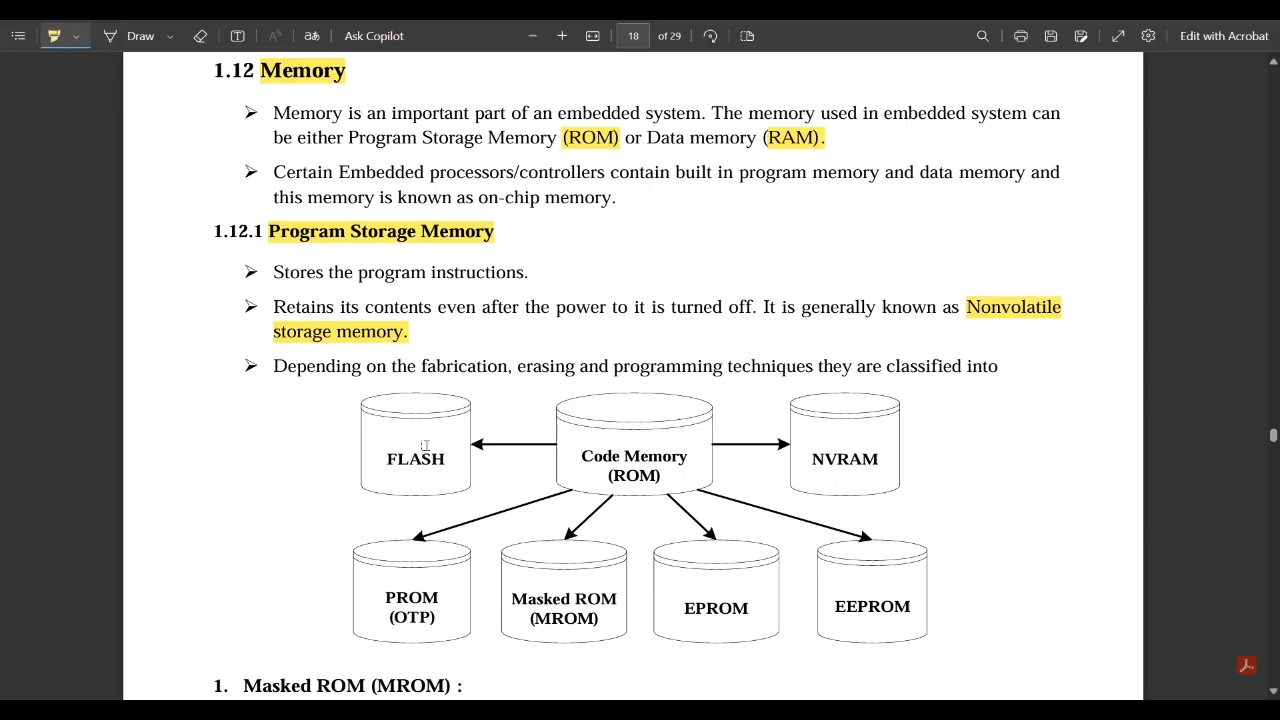 Draw
Ask Copilot
18 of 29
Edit with Acrobat
1.12 Memory
➢ Memory is an important part of an embedded system. The memory used in embedded system can
be either Program Storage Memory (ROM) or Data memory (RAM).
➢ Certain Embedded processors/controllers contain built in program memory and data memory and
this memory is known as on-chip memory.
1.12.1 Program Storage Memory
➢ Stores the program instructions.
➢ Retains its contents even after the power to it is turned off. It is generally known as Nonvolatile
storage memory.
➢ Depending on the fabrication, erasing and programming techniques they are classified into
FLASH
Code Memory
(ROM)
NVRAM
PROM
(OTP)
Masked ROM
(MROM)
EPROM
EEPROM
1. Masked ROM (MROM) :